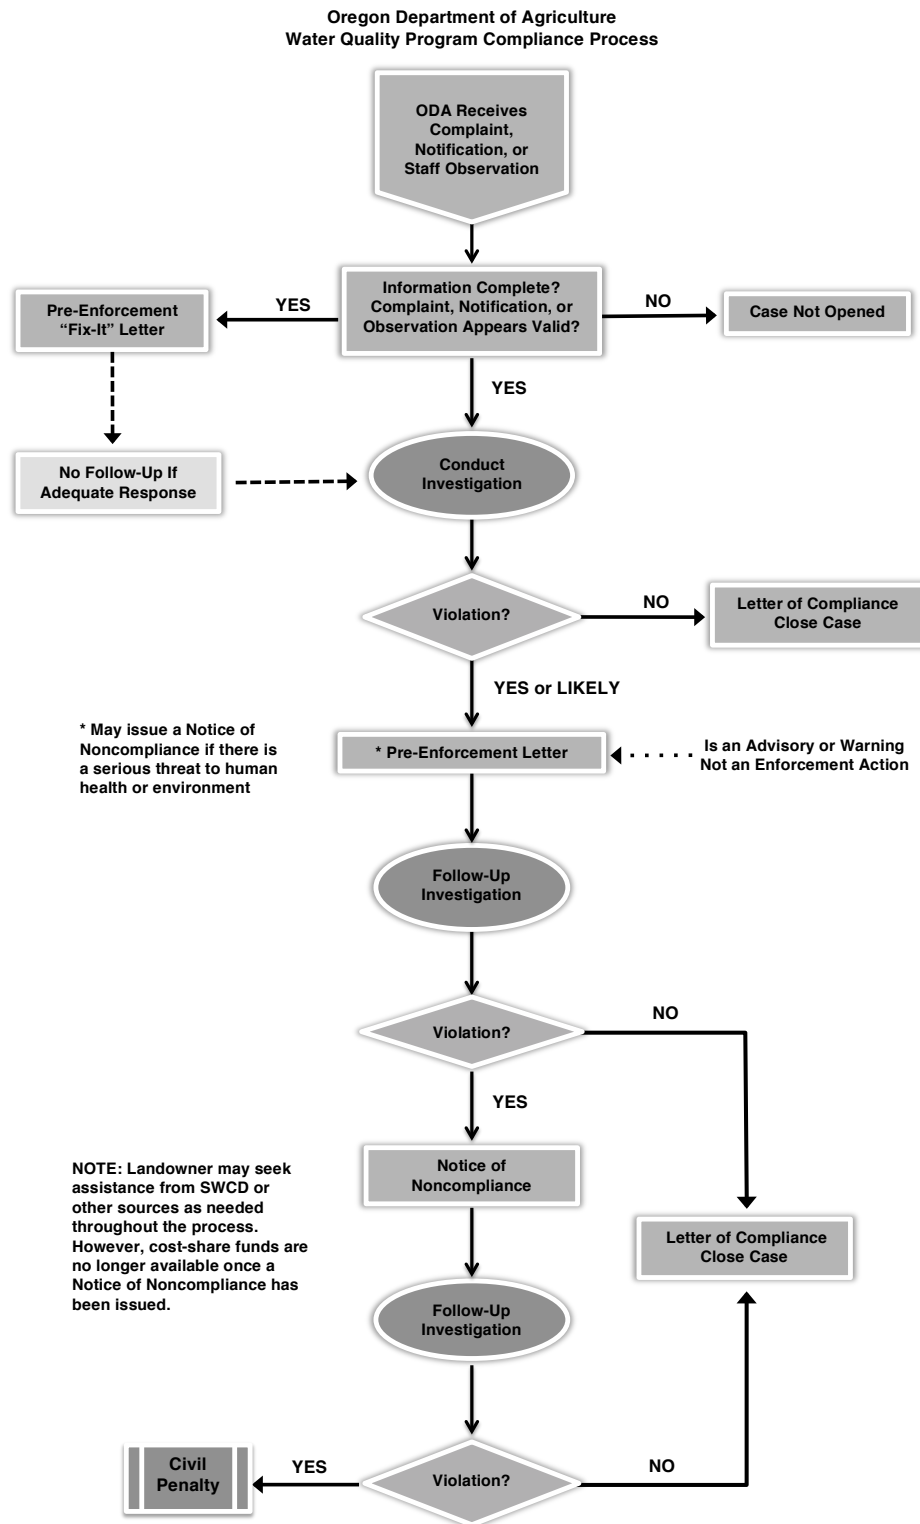 Oregon Department of Agriculture
Water Quality Program Compliance Process
ODA Receives
Complaint,
Notification, or
Staff Observation
Information Complete?
Complaint, Notification, or
Observation Appears Valid?
YES
NO
Pre-Enforcement
“Fix-It” Letter
Case Not Opened
YES
No Follow-Up If
Adequate Response
Conduct
Investigation
Violation?
NO
Letter of Compliance
Close Case
YES or LIKELY
* May issue a Notice of
Noncompliance if there is
a serious threat to human
health or environment
* Pre-Enforcement Letter
Is an Advisory or Warning
Not an Enforcement Action
Follow-Up
Investigation
Violation?
NO
YES
NOTE: Landowner may seek
assistance from SWCD or
other sources as needed
throughout the process.
However, cost-share funds are
no longer available once a
Notice of Noncompliance has
been issued.
Notice of
Noncompliance
Letter of Compliance
Close Case
Follow-Up
Investigation
Violation?
YES
NO
Civil
Penalty